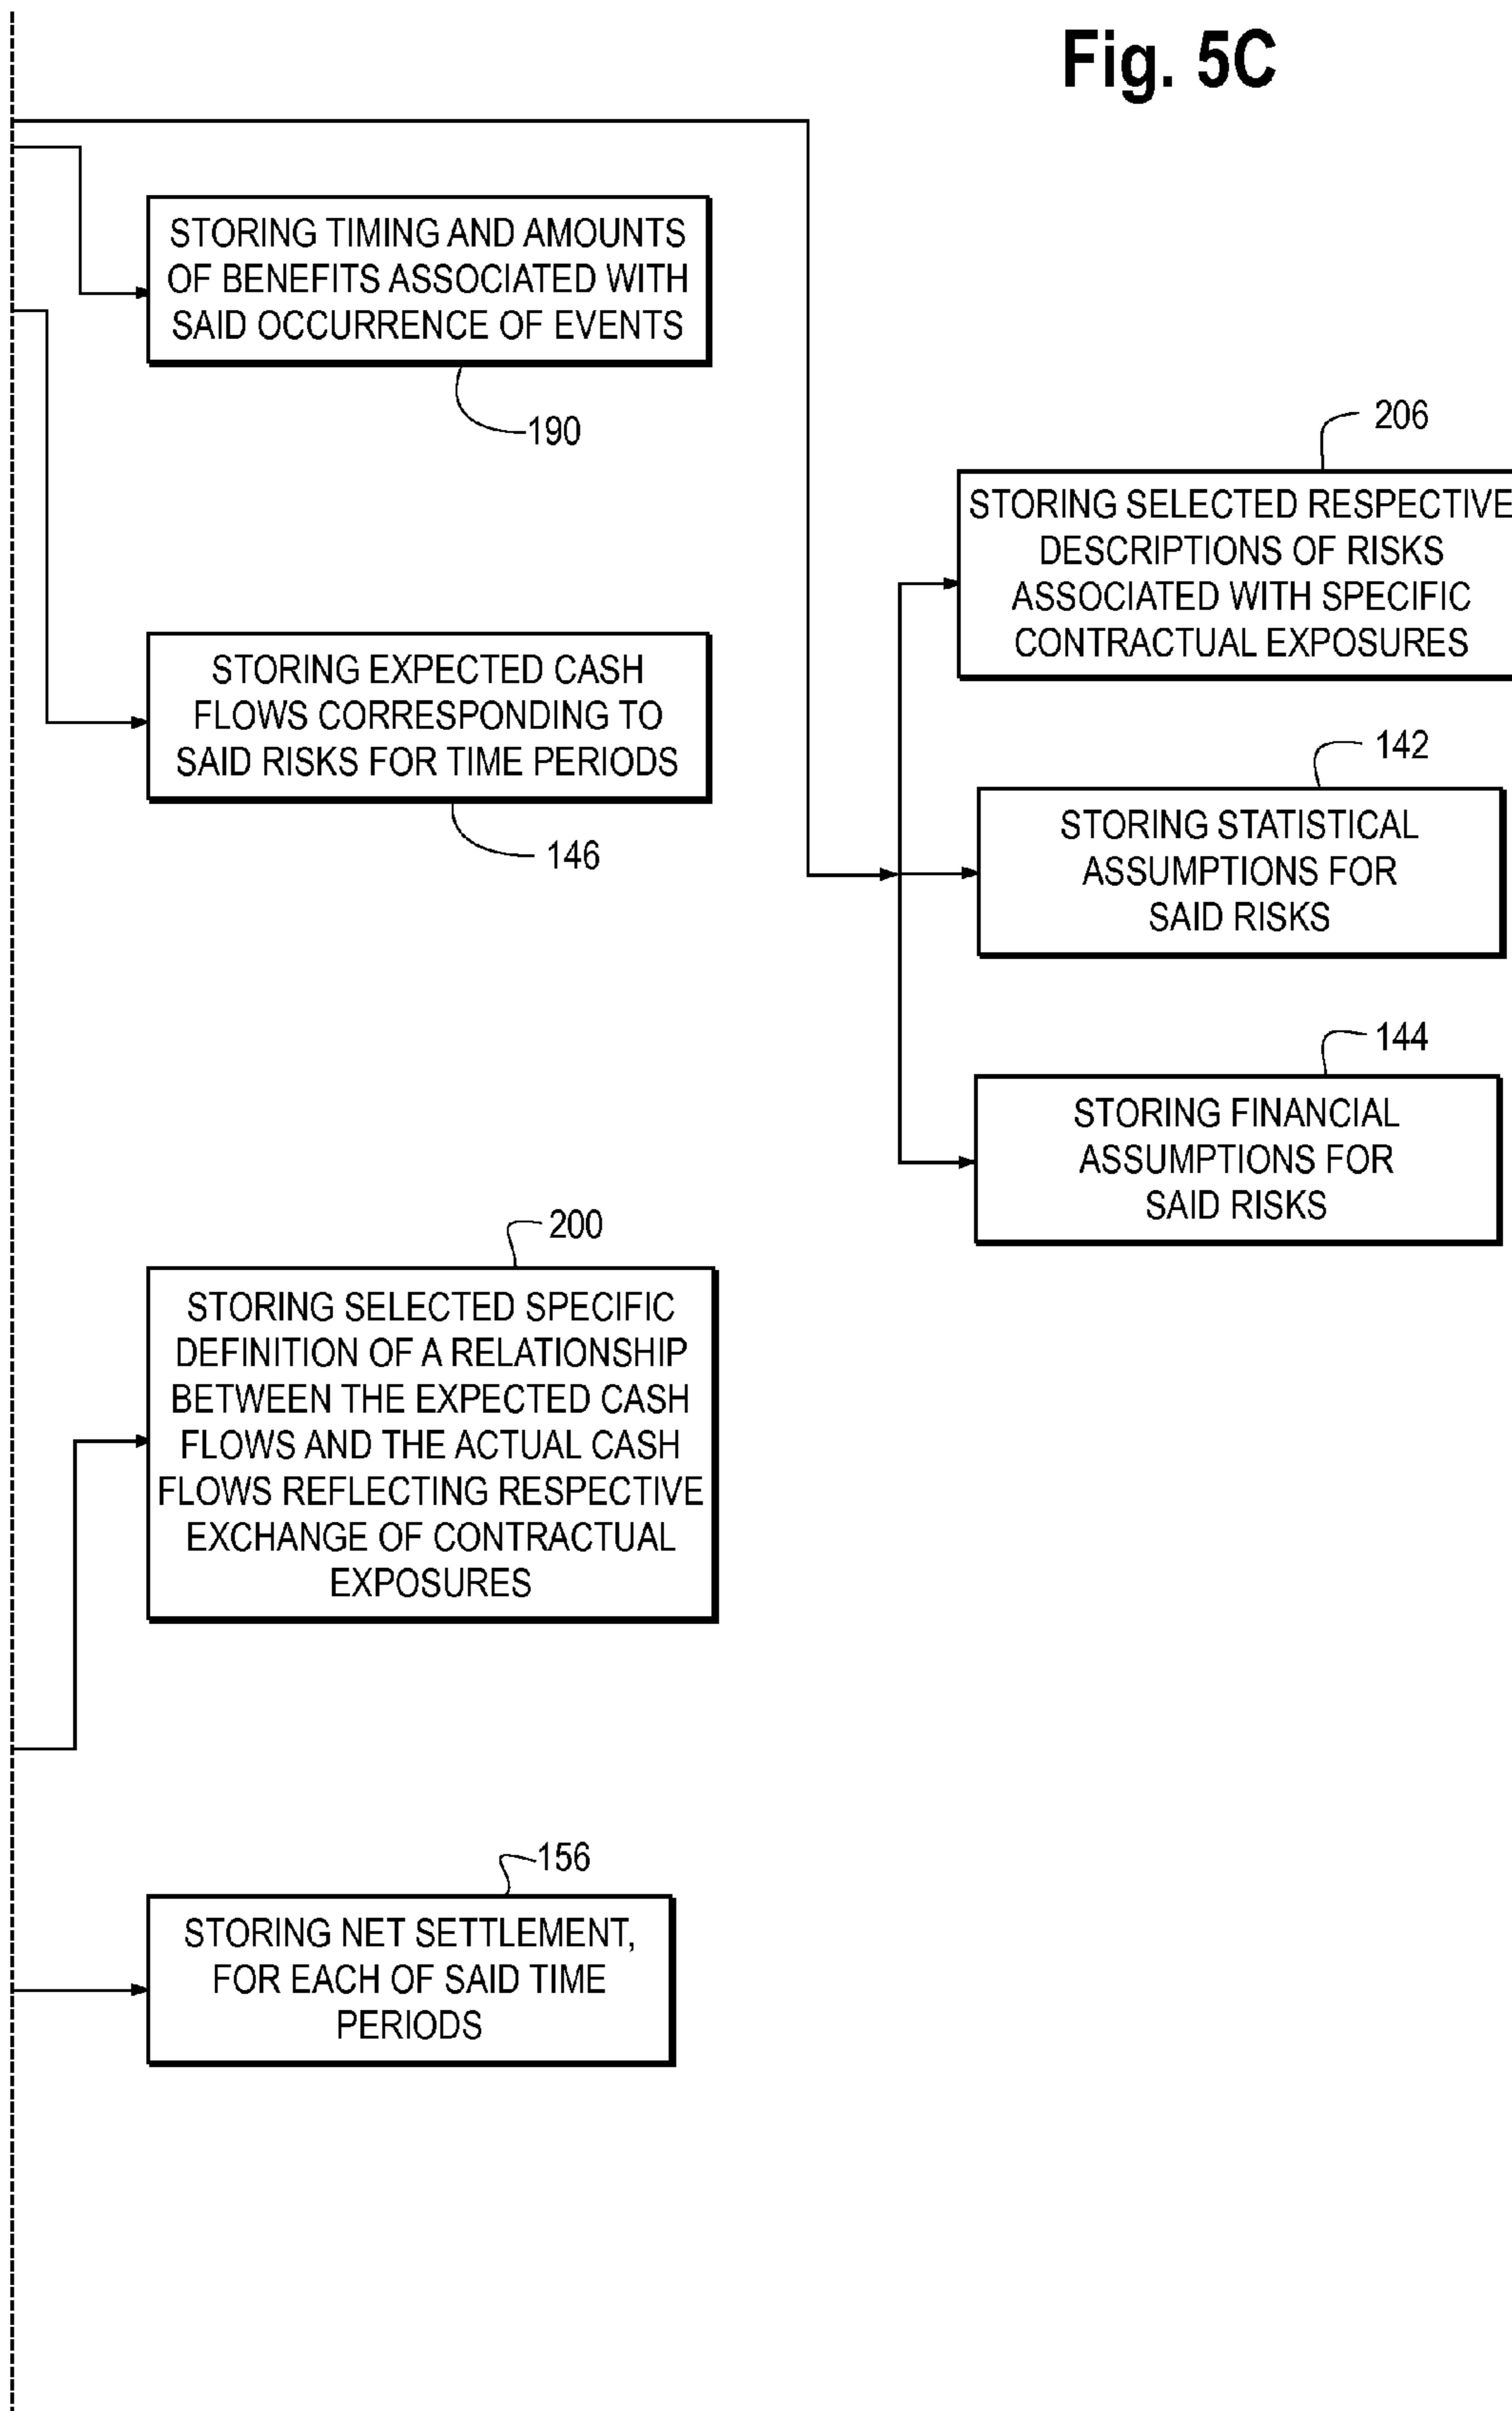 Fig. 5C
STORING TIMING AND AMOUNTS
OF BENEFITS ASSOCIATED WITH
SAID OCCURRENCE OF EVENTS
190
STORING EXPECTED CASH
FLOWS CORRESPONDING TO
SAID RISKS FOR TIME PERIODS
146
206
STORING SELECTED RESPECTIVE
DESCRIPTIONS OF RISKS
ASSOCIATED WITH SPECIFIC
CONTRACTUAL EXPOSURES
142
STORING STATISTICAL
ASSUMPTIONS FOR
SAID RISKS
144
STORING FINANCIAL
ASSUMPTIONS FOR
SAID RISKS
200
STORING SELECTED SPECIFIC
DEFINITION OF A RELATIONSHIP
BETWEEN THE EXPECTED CASH
FLOWS AND THE ACTUAL CASH
FLOWS REFLECTING RESPECTIVE
EXCHANGE OF CONTRACTUAL
EXPOSURES
156
STORING NET SETTLEMENT,
FOR EACH OF SAID TIME
PERIODS